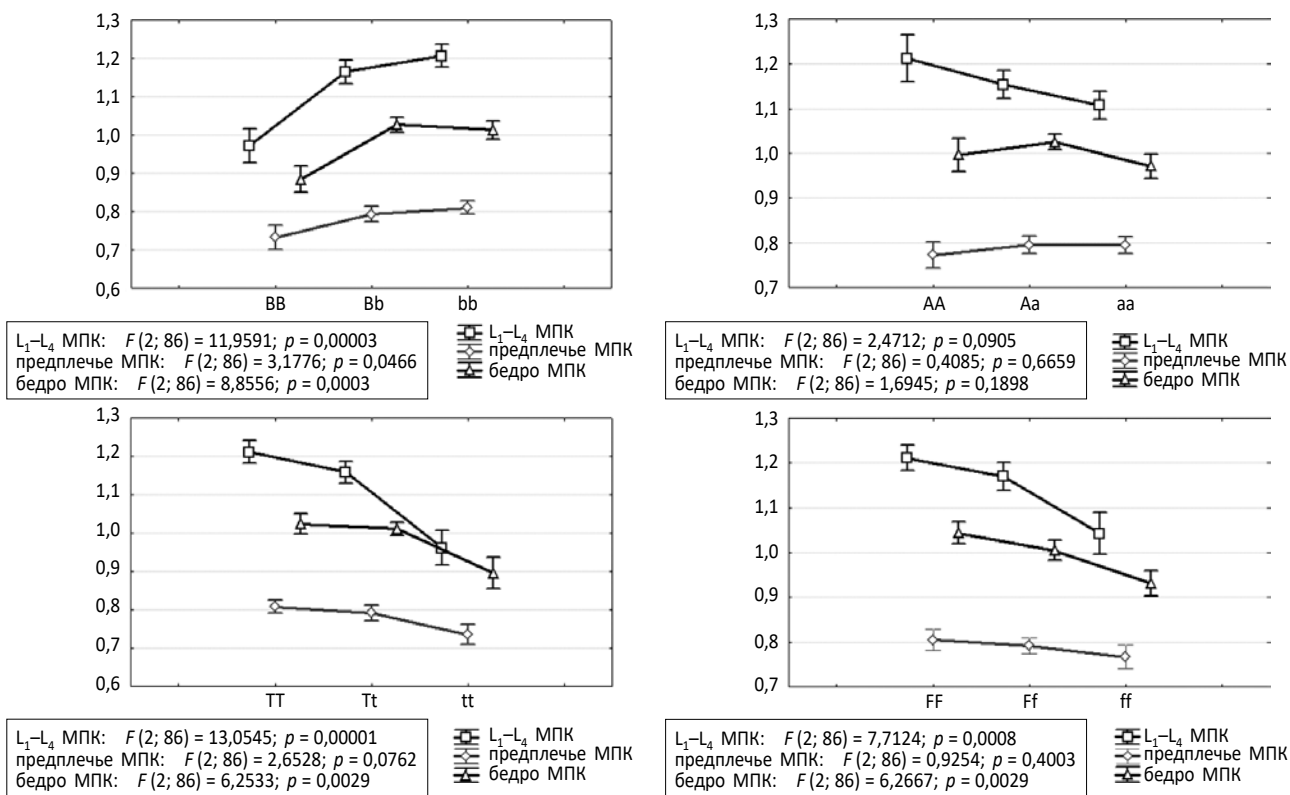 1,3
1,2
1,1
1,0
0,9
0,8
0,7
0,6
BB Bb bb
L₁–L₄ МПК: F (2; 86) = 11,9591; p = 0,00003
предплечье МПК: F (2; 86) = 3,1776; p = 0,0466
бедро МПК: F (2; 86) = 8,8556; p = 0,0003
L₁–L₄ МПК
предплечье МПК
бедро МПК
1,3
1,2
1,1
1,0
0,9
0,8
0,7
AA Aa aa
L₁–L₄ МПК: F (2; 86) = 2,4712; p = 0,0905
предплечье МПК: F (2; 86) = 0,4085; p = 0,6659
бедро МПК: F (2; 86) = 1,6945; p = 0,1898
L₁–L₄ МПК
предплечье МПК
бедро МПК
1,3
1,2
1,1
1,0
0,9
0,8
0,7
0,6
TT Tt tt
L₁–L₄ МПК: F (2; 86) = 13,0545; p = 0,00001
предплечье МПК: F (2; 86) = 2,6528; p = 0,0762
бедро МПК: F (2; 86) = 6,2533; p = 0,0029
L₁–L₄ МПК
предплечье МПК
бедро МПК
1,3
1,2
1,1
1,0
0,9
0,8
0,7
FF Ff ff
L₁–L₄ МПК: F (2; 86) = 7,7124; p = 0,0008
предплечье МПК: F (2; 86) = 0,9254; p = 0,4003
бедро МПК: F (2; 86) = 6,2667; p = 0,0029
L₁–L₄ МПК
предплечье МПК
бедро МПК